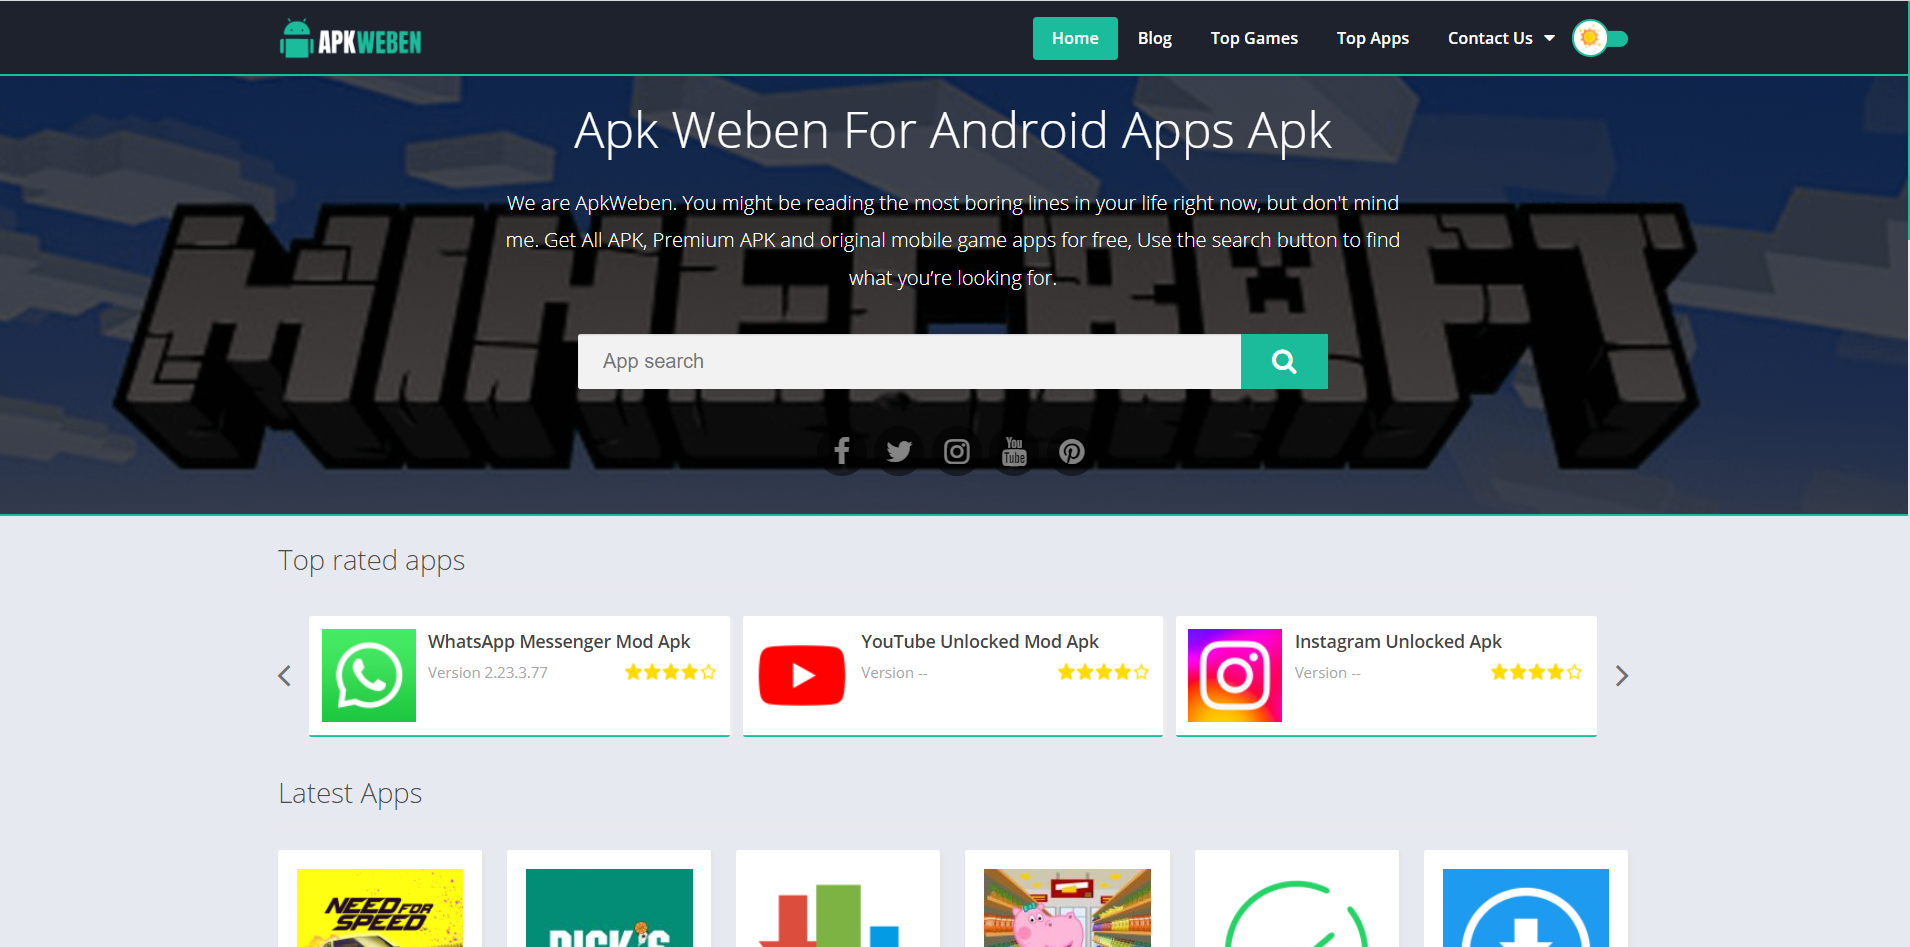 APKWEBEN
Home
Blog
Top Games
Top Apps
Contact Us
Apk Weben For Android Apps Apk
We are ApkWeben. You might be reading the most boring lines in your life right now, but don't mind
me. Get All APK, Premium APK and original mobile game apps for free, Use the search button to find
what you’re looking for.
MINECRAFT
App search
You
Tube
Top rated apps
WhatsApp Messenger Mod Apk
Version 2.23.3.77
YouTube Unlocked Mod Apk
Version --
Instagram Unlocked Apk
Version --
Latest Apps
NEED FOR
SPEED
DICK'S